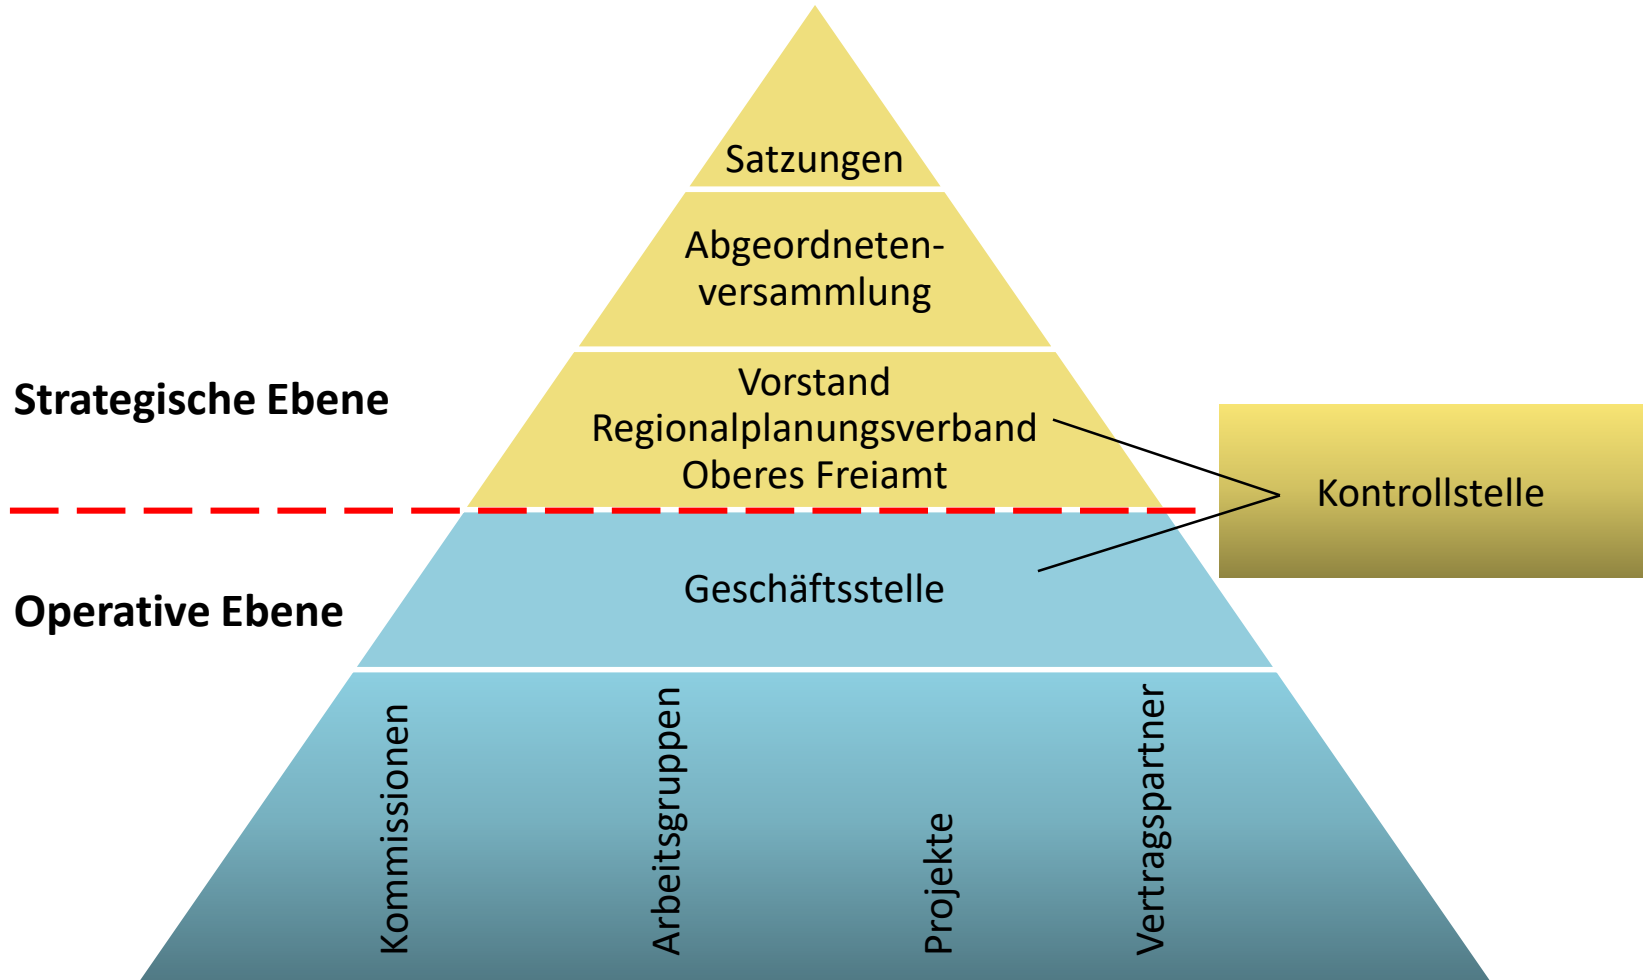 Satzungen
Abgeordneten-
versammlung
Strategische Ebene
Vorstand
Regionalplanungsverband
Oberes Freiamt
Kontrollstelle
Geschäftsstelle
Operative Ebene
Kommissionen
Arbeitsgruppen
Projekte
Vertragspartner